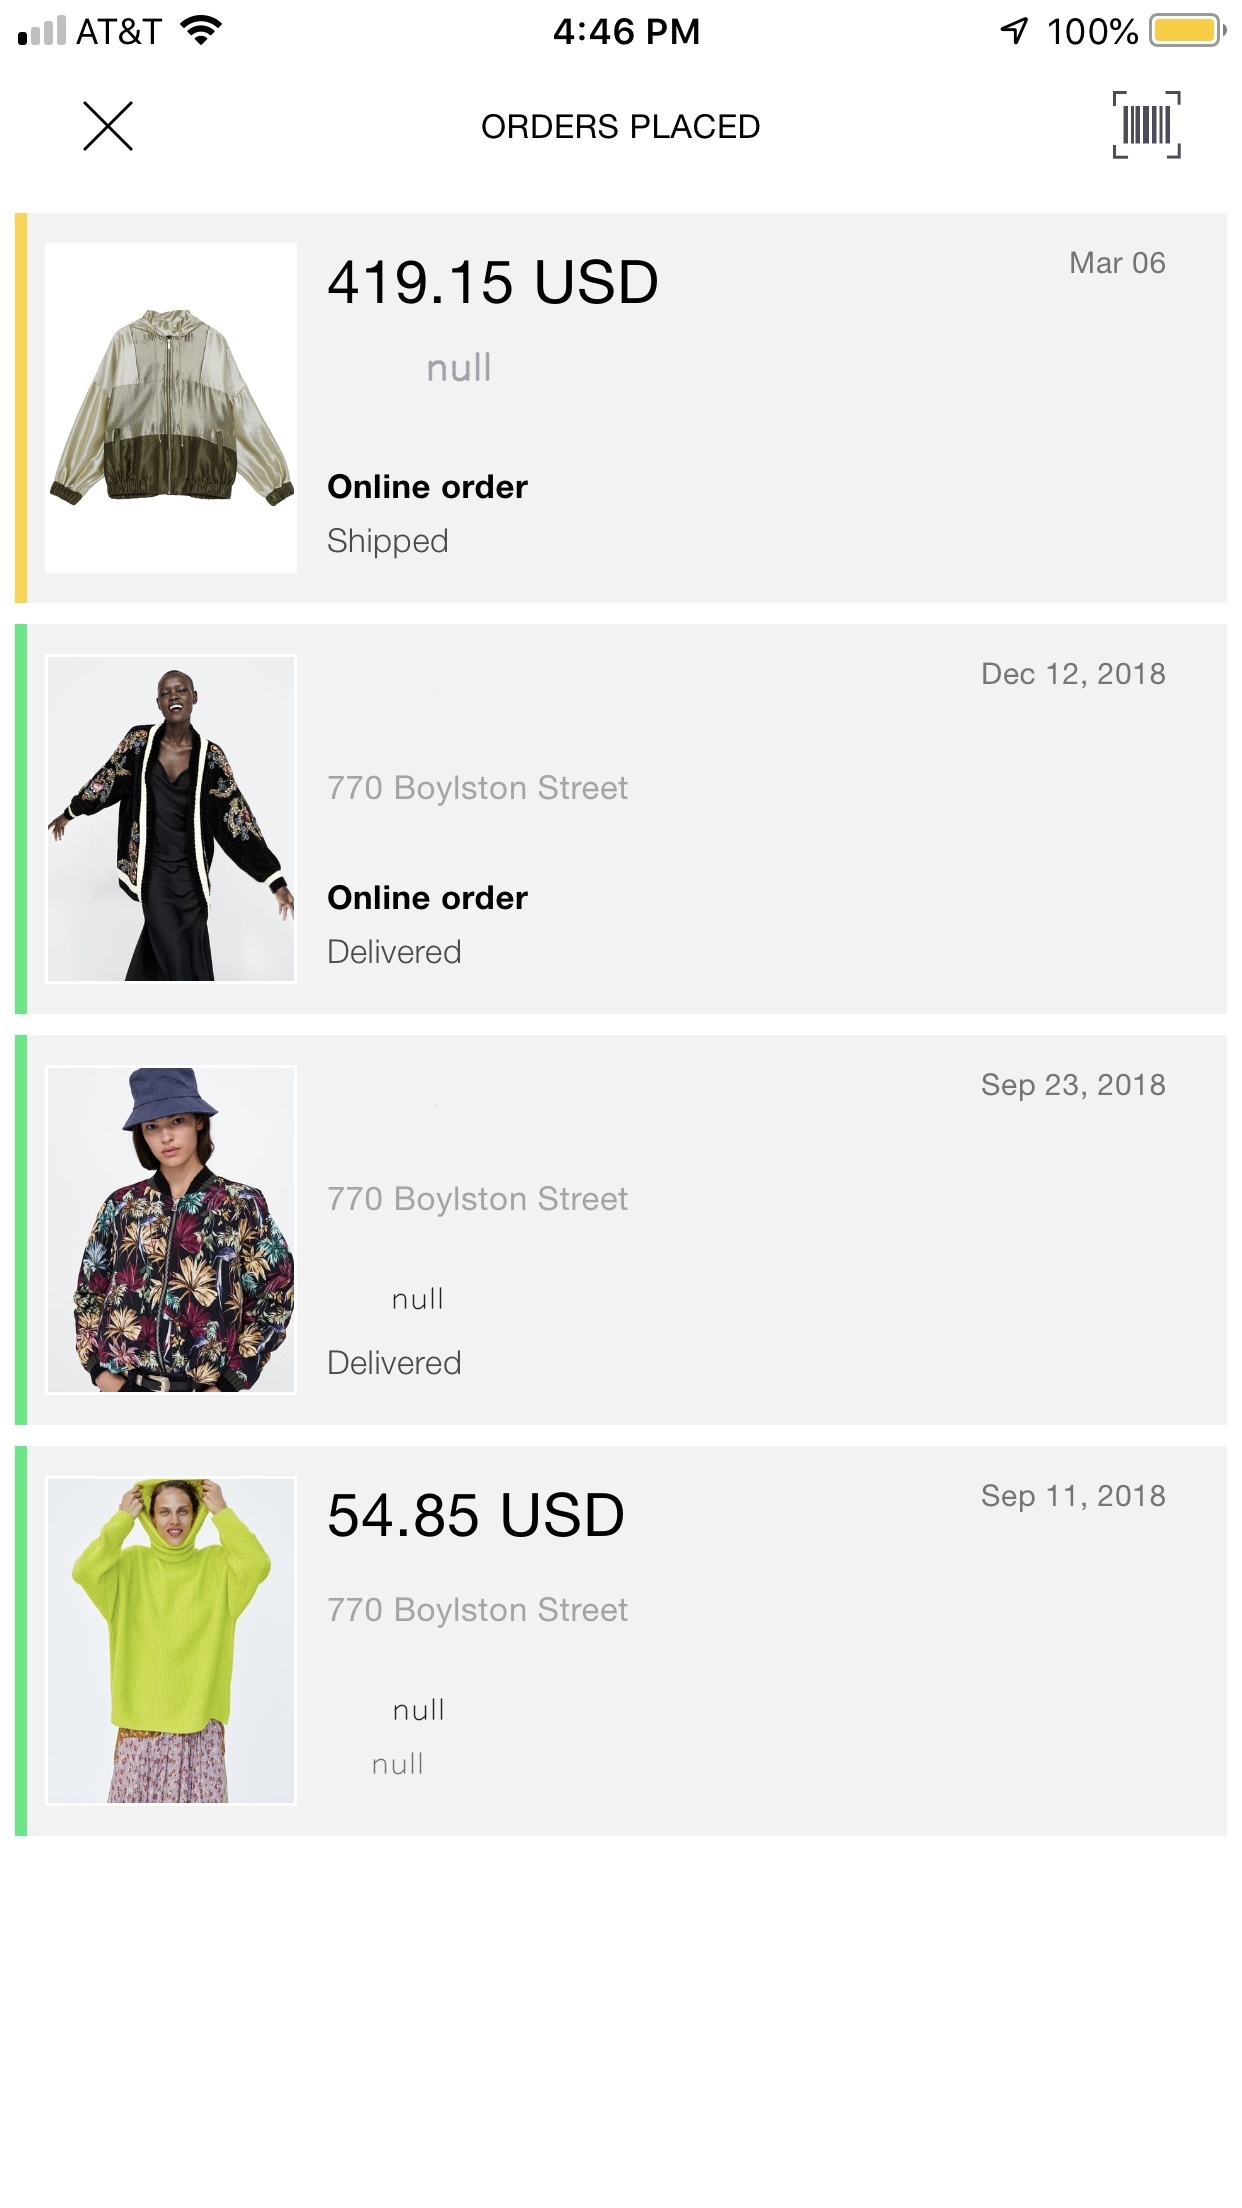 AT&T 4:46 PM 100%
ORDERS PLACED
419.15 USD
Mar 06
null
Online order
Shipped
Dec 12, 2018
770 Boylston Street
Online order
Delivered
Sep 23, 2018
770 Boylston Street
null
Delivered
54.85 USD
Sep 11, 2018
770 Boylston Street
null
null